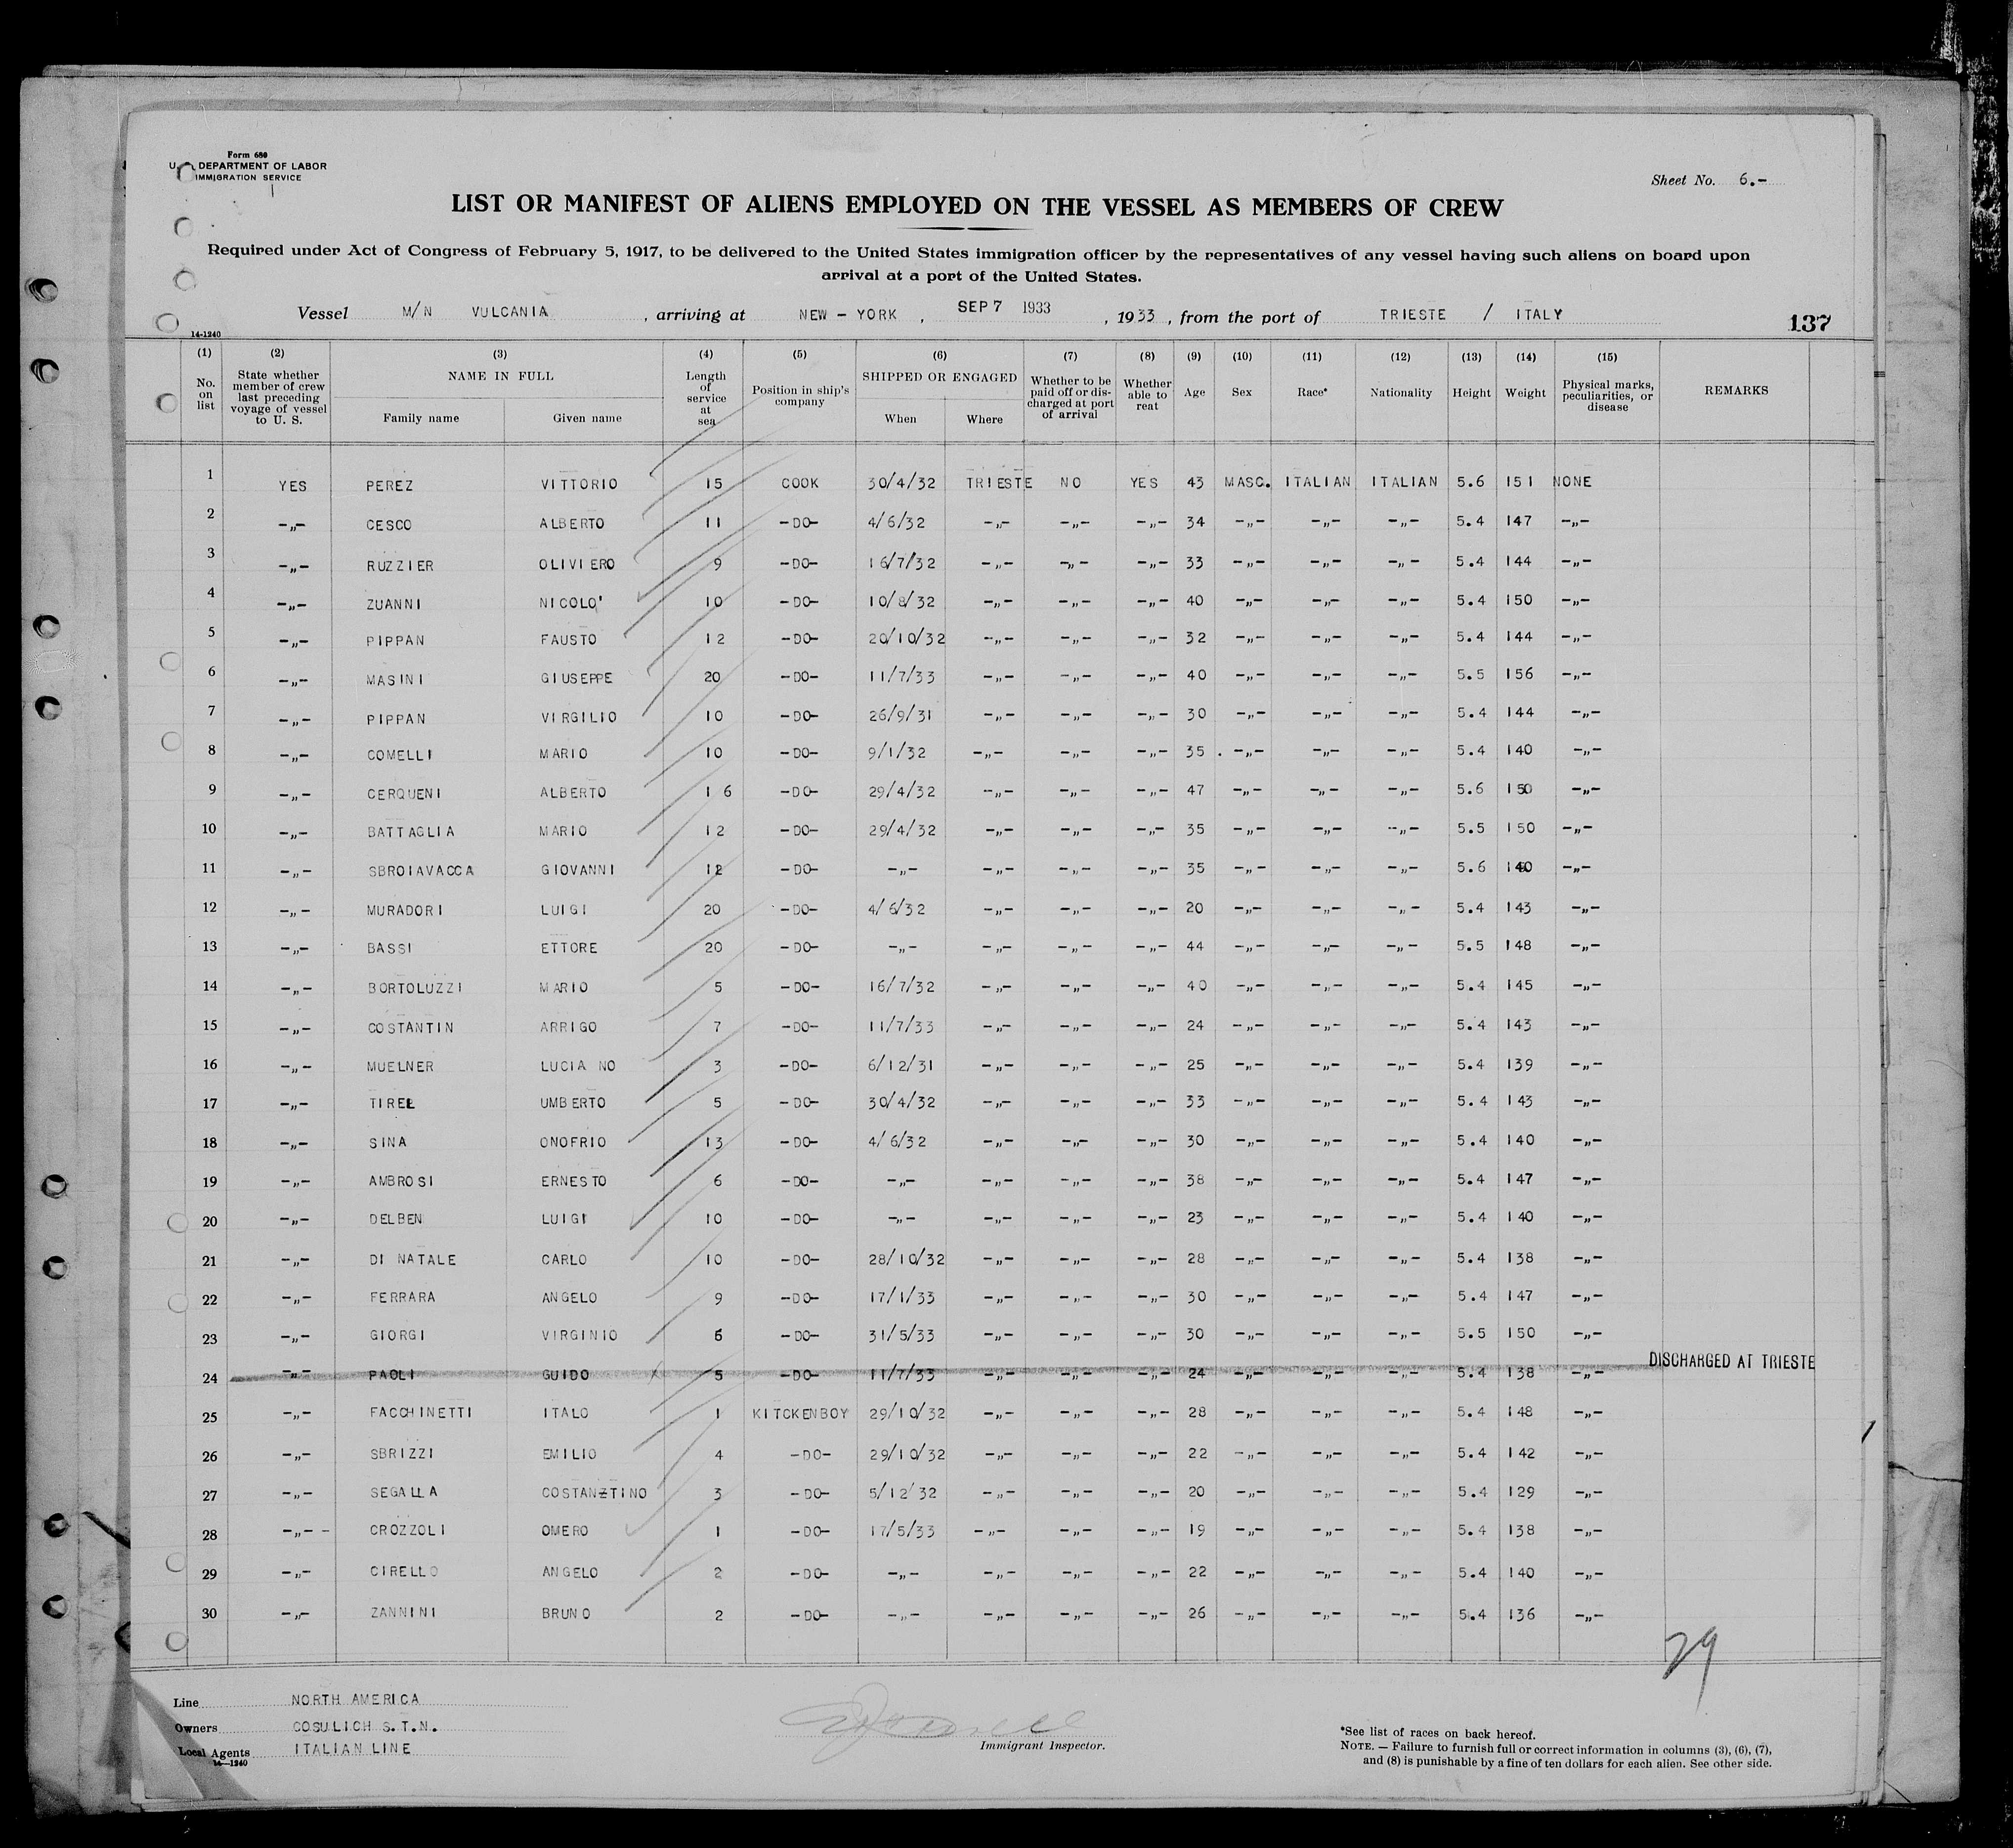 Form 680
U. S. DEPARTMENT OF LABOR
IMMIGRATION SERVICE
Sheet No. 6.-
LIST OR MANIFEST OF ALIENS EMPLOYED ON THE VESSEL AS MEMBERS OF CREW
Required under Act of Congress of February 5, 1917, to be delivered to the United States immigration officer by the representatives of any vessel having such aliens on board upon
arrival at a port of the United States.
Vessel M/N VULCANIA , arriving at NEW - YORK , SEP 7 1933 , 1933 , from the port of TRIESTE / ITALY
14-1240
137
(1) (2) (3) (4) (5) (6) (7) (8) (9) (10) (11) (12) (13) (14) (15)
No. on list State whether member of crew last preceding voyage of vessel to U. S. NAME IN FULL Family name Given name Length of service at sea Position in ship's company SHIPPED OR ENGAGED When Where Whether to be paid off or discharged at port of arrival Whether able to reat Age Sex Race* Nationality Height Weight Physical marks, peculiarities, or disease REMARKS
1 YES PEREZ VITTORIO 15 COOK 30/4/32 TRIESTE NO YES 43 MASC. ITALIAN ITALIAN 5.6 151 NONE
2 -„- CESCO ALBERTO 11 -DO- 4/6/32 -„- -„- -„- 34 -„- -„- -„- 5.4 147 -„-
3 -„- RUZZIER OLIVIERO 9 -DO- 16/7/32 -„- -„- -„- 33 -„- -„- -„- 5.4 144 -„-
4 -„- ZUANNI NICOLO' 10 -DO- 10/8/32 -„- -„- -„- 40 -„- -„- -„- 5.4 150 -„-
5 -„- PIPPAN FAUSTO 12 -DO- 20/10/32 -„- -„- -„- 32 -„- -„- -„- 5.4 144 -„-
6 -„- MASINI GIUSEPPE 20 -DO- 11/7/33 -„- -„- -„- 40 -„- -„- -„- 5.5 156 -„-
7 -„- PIPPAN VIRGILIO 10 -DO- 26/9/31 -„- -„- -„- 30 -„- -„- -„- 5.4 144 -„-
8 -„- COMELLI MARIO 10 -DO- 9/1/32 -„- -„- -„- 35 -„- -„- -„- 5.4 140 -„-
9 -„- CERQUENI ALBERTO 16 -DO- 29/4/32 -„- -„- -„- 47 -„- -„- -„- 5.6 150 -„-
10 -„- BATTAGLIA MARIO 12 -DO- 29/4/32 -„- -„- -„- 35 -„- -„- -„- 5.5 150 -„-
11 -„- SBROIAVACCA GIOVANNI 12 -DO- -„- -„- -„- -„- 35 -„- -„- -„- 5.6 140 -„-
12 -„- MURADORI LUIGI 20 -DO- 4/6/32 -„- -„- -„- 20 -„- -„- -„- 5.4 143 -„-
13 -„- BASSI ETTORE 20 -DO- -„- -„- -„- -„- 44 -„- -„- -„- 5.5 148 -„-
14 -„- BORTOLUZZI MARIO 5 -DO- 16/7/32 -„- -„- -„- 40 -„- -„- -„- 5.4 145 -„-
15 -„- COSTANTIN ARRIGO 7 -DO- 11/7/33 -„- -„- -„- 24 -„- -„- -„- 5.4 143 -„-
16 -„- MUELNER LUCIANO 3 -DO- 6/12/31 -„- -„- -„- 25 -„- -„- -„- 5.4 139 -„-
17 -„- TIREL UMBERTO 5 -DO- 30/4/32 -„- -„- -„- 33 -„- -„- -„- 5.4 143 -„-
18 -„- SINA ONOFRIO 13 -DO- 4/6/32 -„- -„- -„- 30 -„- -„- -„- 5.4 140 -„-
19 -„- AMBROSI ERNESTO 6 -DO- -„- -„- -„- -„- 38 -„- -„- -„- 5.4 147 -„-
20 -„- DELBEN LUIGI 10 -DO- -„- -„- -„- -„- 23 -„- -„- -„- 5.4 140 -„-
21 -„- DI NATALE CARLO 10 -DO- 28/10/32 -„- -„- -„- 28 -„- -„- -„- 5.4 138 -„-
22 -„- FERRARA ANGELO 9 -DO- 17/1/33 -„- -„- -„- 30 -„- -„- -„- 5.4 147 -„-
23 -„- GIORGI VIRGINIO 6 -DO- 31/5/33 -„- -„- -„- 30 -„- -„- -„- 5.5 150 -„-
24 -„- PAOLI GUIDO X 5 -DO- 11/7/33 -„- -„- -„- 24 -„- -„- -„- 5.4 138 -„- DISCHARGED AT TRIESTE
25 -„- FACCHINETTI ITALO 1 KITCKENBOY 29/10/32 -„- -„- -„- 28 -„- -„- -„- 5.4 148 -„-
26 -„- SBRIZZI EMILIO 4 -DO- 29/10/32 -„- -„- -„- 22 -„- -„- -„- 5.4 142 -„-
27 -„- SEGALLA COSTANZTINO 3 -DO- 5/12/32 -„- -„- -„- 20 -„- -„- -„- 5.4 129 -„-
28 -„-- CROZZOLI OMERO 1 -DO- 17/5/33 -„- -„- -„- 19 -„- -„- -„- 5.4 138 -„-
29 -„- CIRELLO ANGELO 2 -DO- -„- -„- -„- -„- 22 -„- -„- -„- 5.4 140 -„-
30 -„- ZANNINI BRUNO 2 -DO- -„- -„- -„- -„- 26 -„- -„- -„- 5.4 136 -„-
29
Line NORTH AMERICA
Owners COSULICH S.T.N.
Local Agents ITALIAN LINE
14—1240
Immigrant Inspector.
*See list of races on back hereof.
NOTE. — Failure to furnish full or correct information in columns (3), (6), (7),
and (8) is punishable by a fine of ten dollars for each alien. See other side.